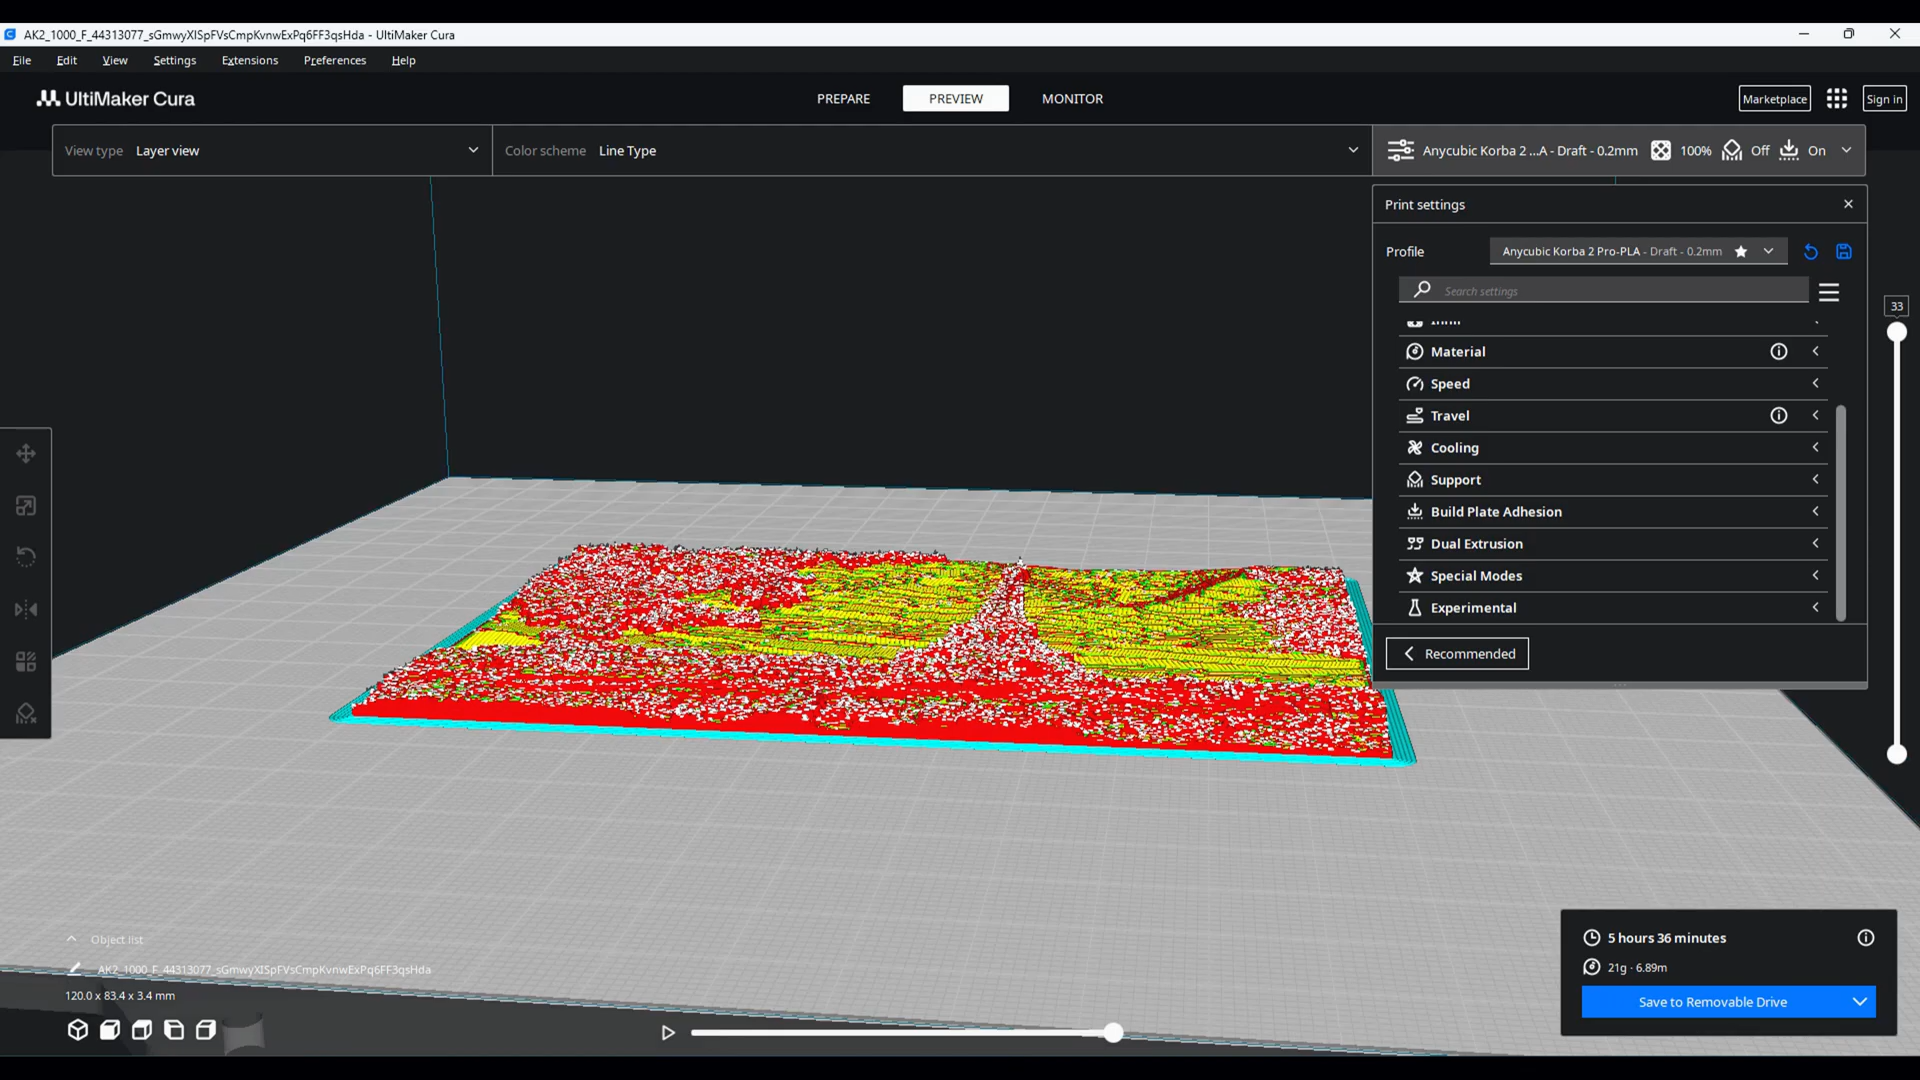 AK2_1000_F_44313077_sGmwyXISpFVsCmpKvnwExPq6FF3qsHda - UltiMaker Cura
File Edit View Settings Extensions Preferences Help
UltiMaker Cura
PREPARE PREVIEW MONITOR
Marketplace
Sign in
View type Layer view
Color scheme Line Type
Anycubic Korba 2 ...A - Draft - 0.2mm 100% Off On
Print settings
Profile Anycubic Korba 2 Pro-PLA - Draft - 0.2mm
Search settings
33
Material
Speed
Travel
Cooling
Support
Build Plate Adhesion
Dual Extrusion
Special Modes
Experimental
Recommended
Object list
AK2_1000_F_44313077_sGmwyXISpFVsCmpKvnwExPq6FF3qsHda
120.0 x 83.4 x 3.4 mm
5 hours 36 minutes
21g · 6.89m
Save to Removable Drive